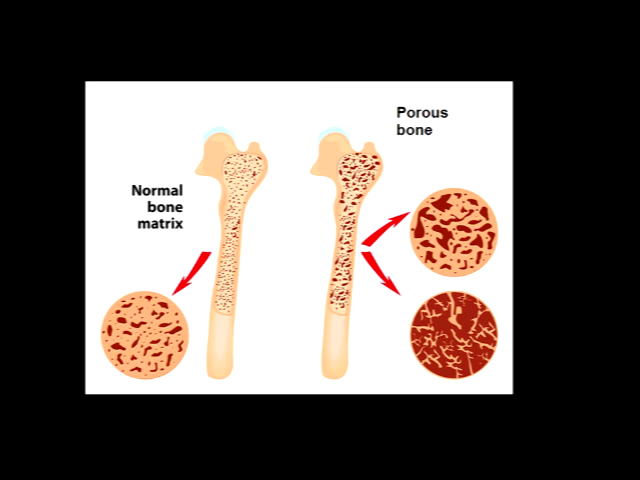 Porous
bone
Normal
bone
matrix